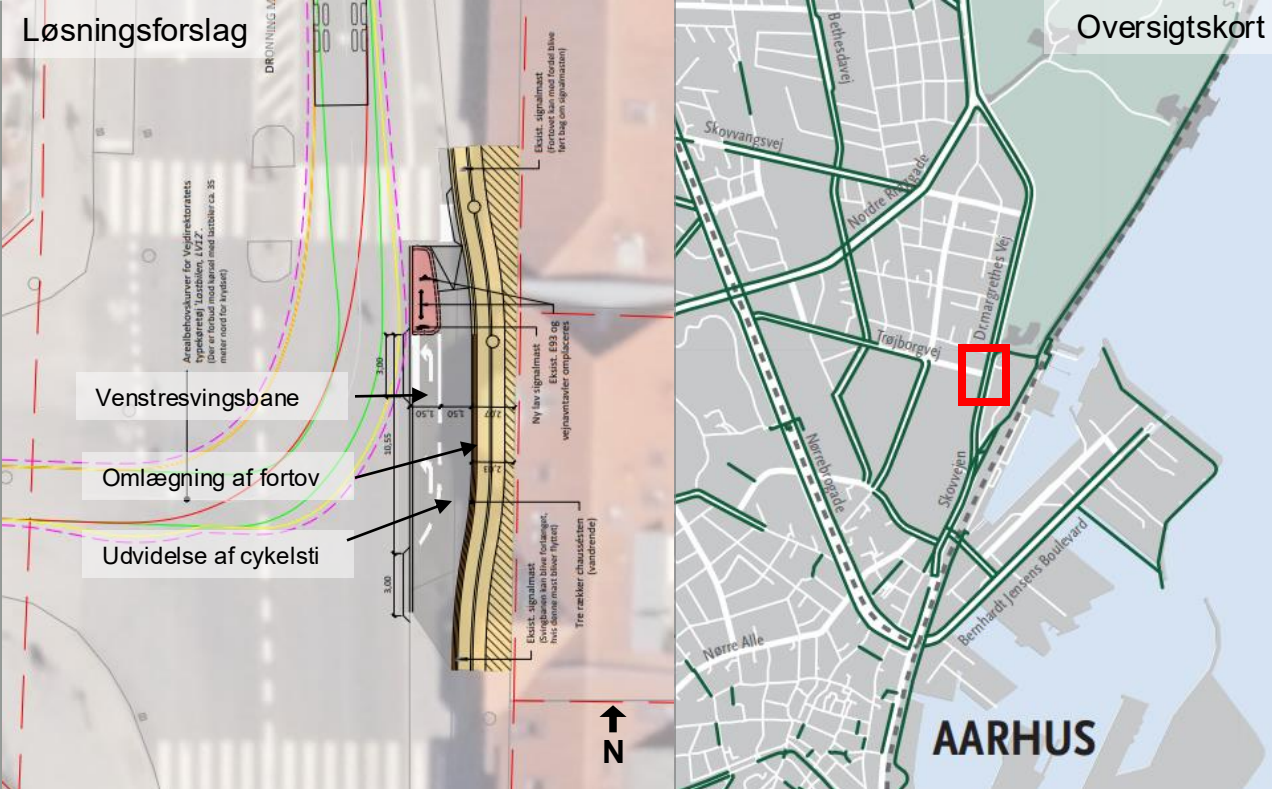 Løsningsforslag
DRONNING M
Eksist. signalmast
(Fortovet kan med fordel blive
ført bag om signalmasten)
Arealbehovskurver for Vejdirektoratets
typekøretøj 'Lastbilen, LV12'.
(Der er forbud mod kørsel med lastbiler ca. 35
meter nord for krydset)
Ny lav signalmast
Eksist. E93 og
vejnavntavler omplaceres
3,00
Venstresvingsbane
1,50
1,50
2,07
10,55
Omlægning af fortov
2,03
Udvidelse af cykelsti
3,00
Eksist. signalmast
(Svingbanen kan blive forlænget,
hvis denne mast bliver flyttet)
Tre rækker chaussésten
(vandrende)
N
Oversigtskort
Bethesdavej
Skovvangsvej
Nordre Ringgade
Dr.margrethes Vej
Trøjborgvej
Nørrebrogade
Skovvejen
Bernhardt Jensens Boulevard
Nørre Alle
AARHUS